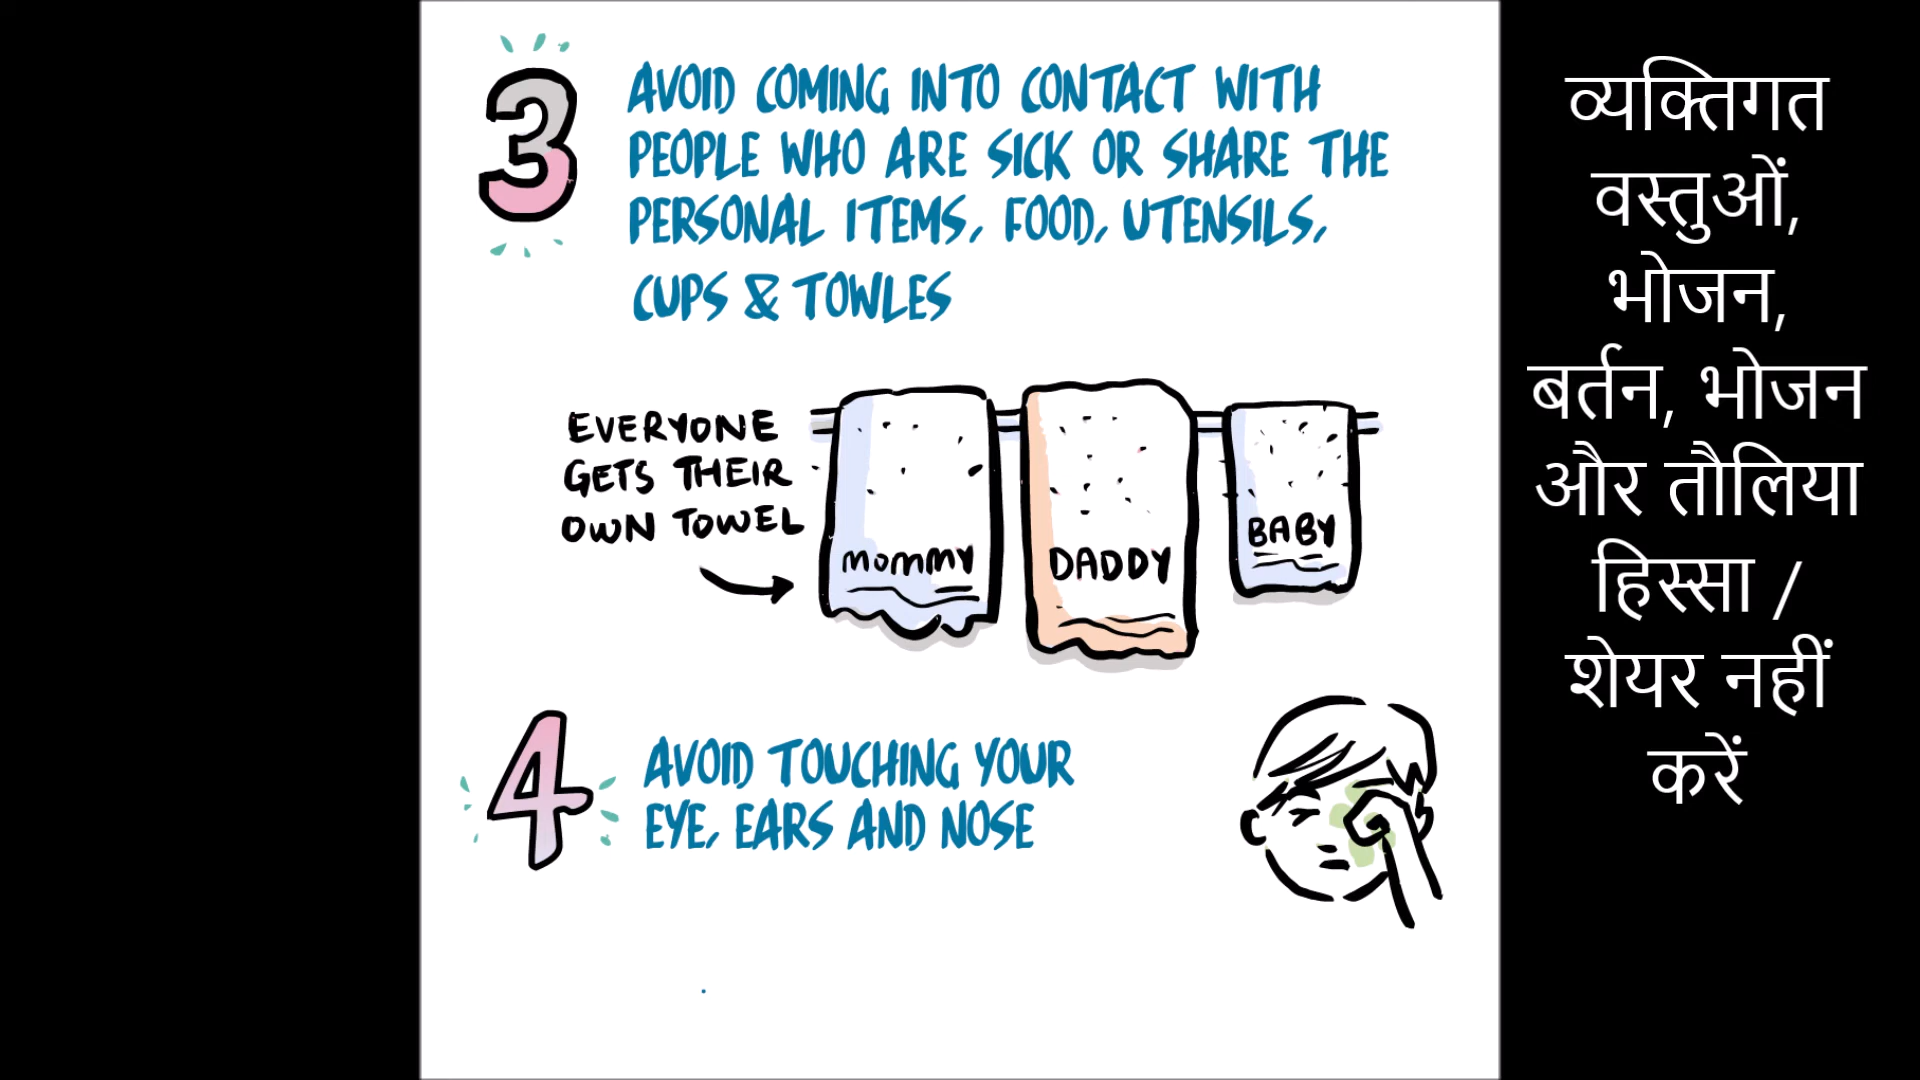 3
AVOID COMING INTO CONTACT WITH
PEOPLE WHO ARE SICK OR SHARE THE
PERSONAL ITEMS, FOOD, UTENSILS,
CUPS & TOWLES
EVERYONE
GETS THEIR
OWN TOWEL
MOMMY
DADDY
BABY
4
AVOID TOUCHING YOUR
EYE, EARS AND NOSE
व्यक्तिगत
वस्तुओं,
भोजन,
बर्तन, भोजन
और तौलिया
हिस्सा /
शेयर नहीं
करें